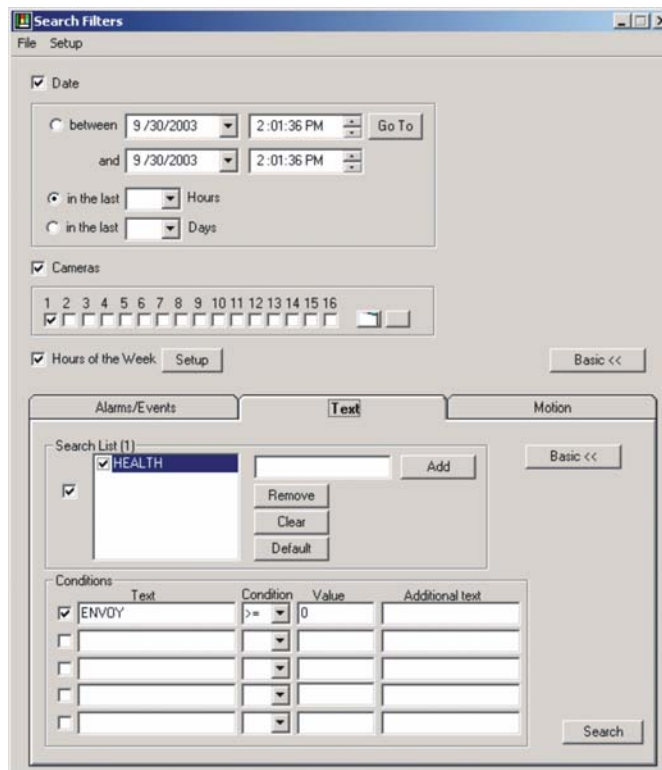 Search Filters
File Setup
Date
between 9 /30/2003 2:01:36 PM Go To
and 9 /30/2003 2:01:36 PM
in the last Hours
in the last Days
Cameras
1 2 3 4 5 6 7 8 9 10 11 12 13 14 15 16
Hours of the Week Setup Basic <<
Alarms/Events Text Motion
Search List (1)
HEALTH Add Basic <<
Remove
Clear
Default
Conditions
Text Condition Value Additional text
ENVOY >= 0
Search